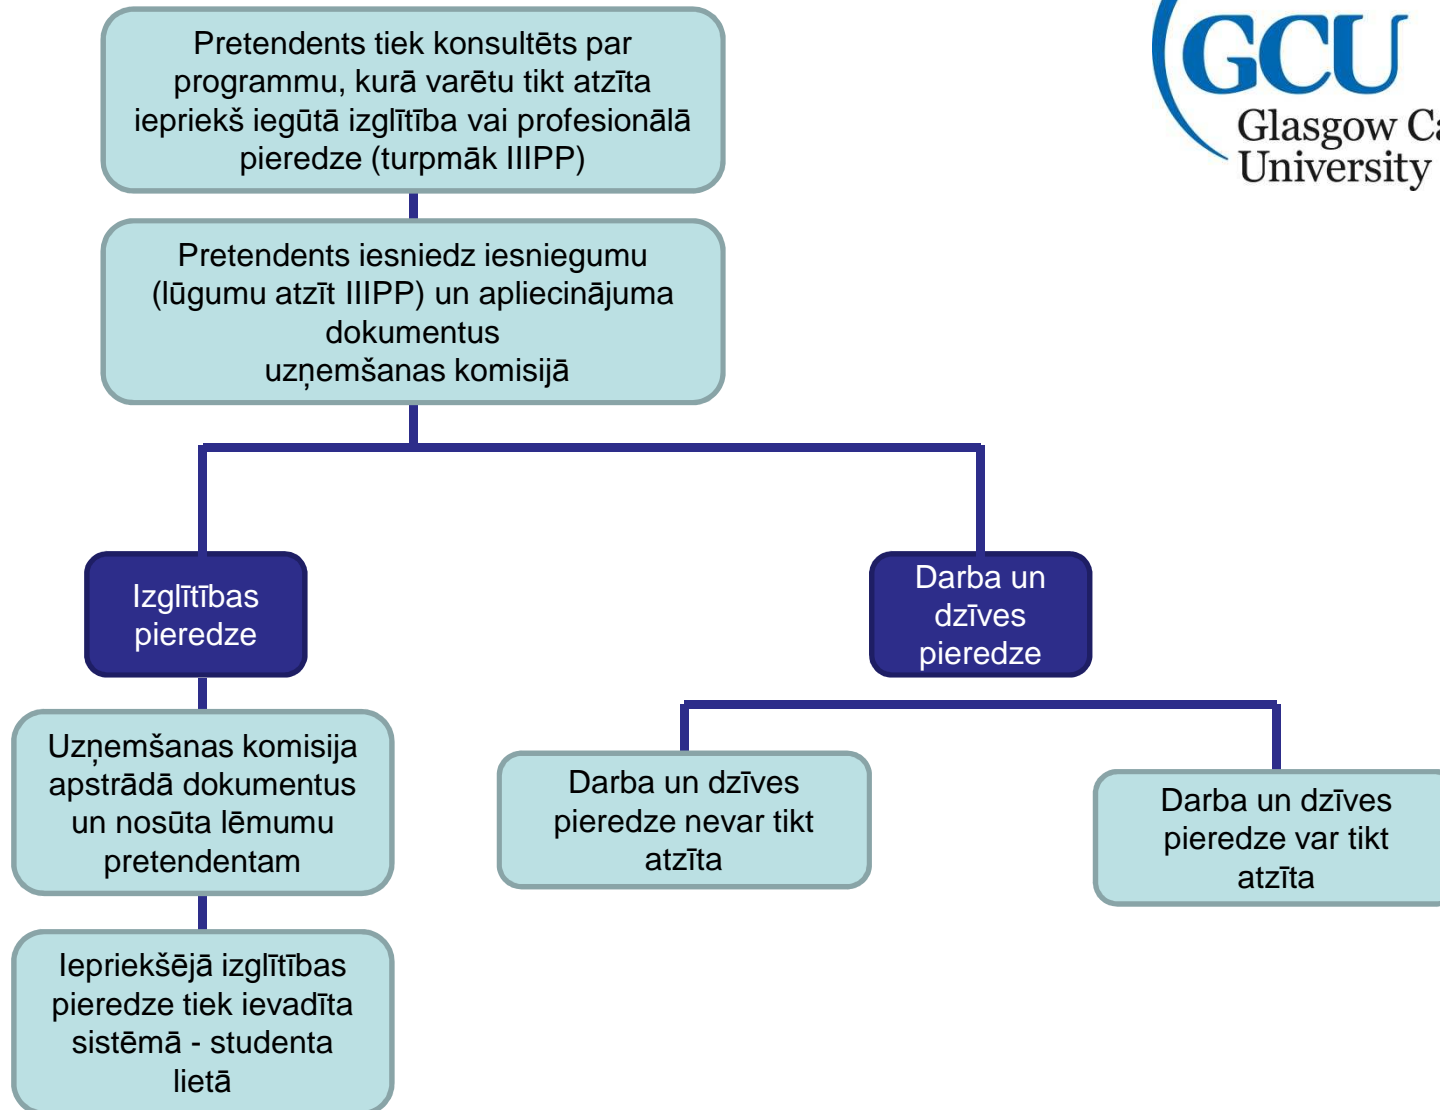 Pretendents tiek konsultēts par
programmu, kurā varētu tikt atzīta
iepriekš iegūtā izglītība vai profesionālā
pieredze (turpmāk IIIPP)
GCU
Glasgow Ca
University
Pretendents iesniedz iesniegumu
(lūgumu atzīt IIIPP) un apliecinājuma
dokumentus
uzņemšanas komisijā
Izglītības
pieredze
Darba un
dzīves
pieredze
Uzņemšanas komisija
apstrādā dokumentus
un nosūta lēmumu
pretendentam
Darba un dzīves
pieredze nevar tikt
atzīta
Darba un dzīves
pieredze var tikt
atzīta
Iepriekšējā izglītības
pieredze tiek ievadīta
sistēmā - studenta
lietā